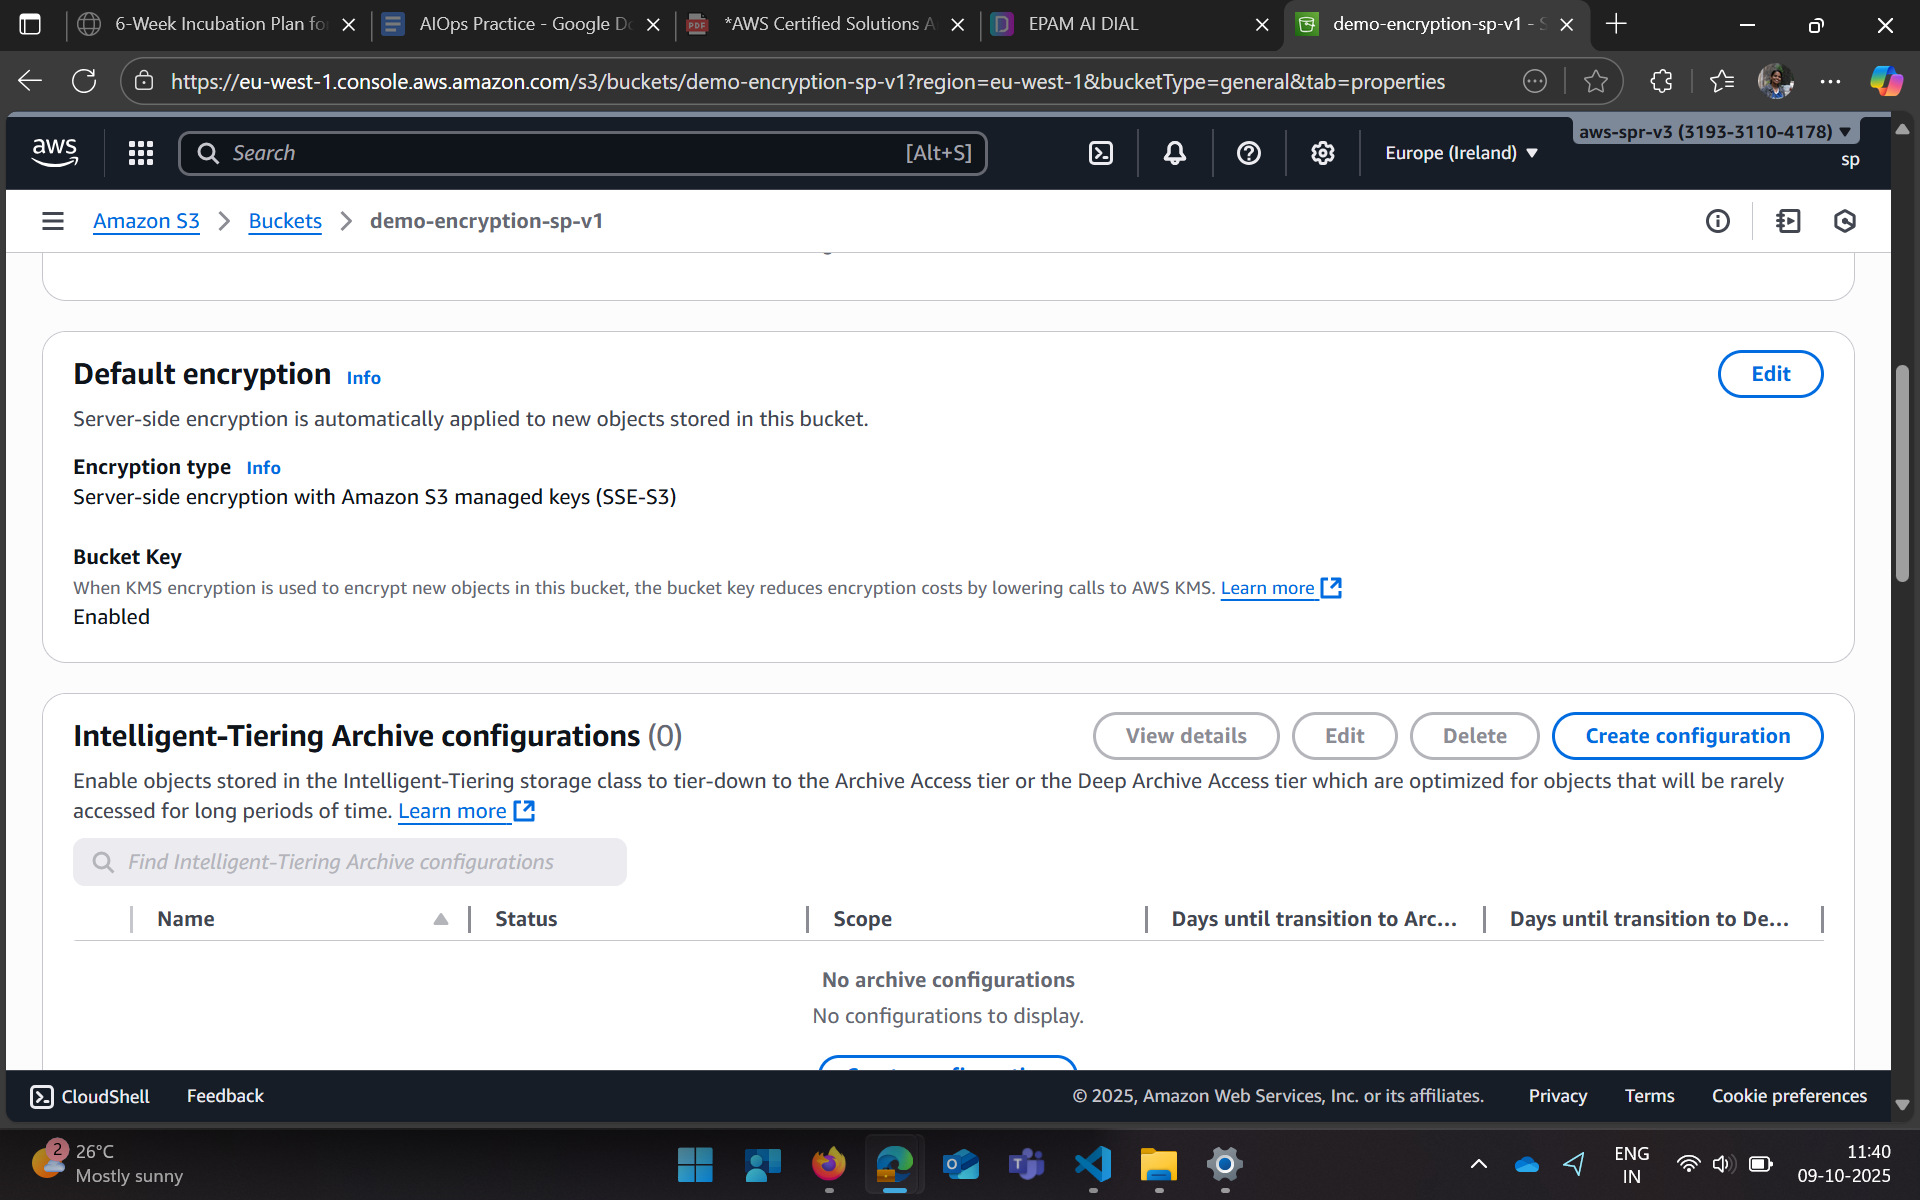 6-Week Incubation Plan fo
AIOps Practice - Google Do
*AWS Certified Solutions A
EPAM AI DIAL
demo-encryption-sp-v1 - S
https://eu-west-1.console.aws.amazon.com/s3/buckets/demo-encryption-sp-v1?region=eu-west-1&bucketType=general&tab=properties
aws
Search
[Alt+S]
Europe (Ireland)
aws-spr-v3 (3193-3110-4178)
sp
Amazon S3
Buckets
demo-encryption-sp-v1
Default encryption Info
Edit
Server-side encryption is automatically applied to new objects stored in this bucket.
Encryption type Info
Server-side encryption with Amazon S3 managed keys (SSE-S3)
Bucket Key
When KMS encryption is used to encrypt new objects in this bucket, the bucket key reduces encryption costs by lowering calls to AWS KMS. Learn more
Enabled
Intelligent-Tiering Archive configurations (0)
View details
Edit
Delete
Create configuration
Enable objects stored in the Intelligent-Tiering storage class to tier-down to the Archive Access tier or the Deep Archive Access tier which are optimized for objects that will be rarely
accessed for long periods of time. Learn more
Find Intelligent-Tiering Archive configurations
Name
Status
Scope
Days until transition to Arc...
Days until transition to De...
No archive configurations
No configurations to display.
CloudShell
Feedback
© 2025, Amazon Web Services, Inc. or its affiliates.
Privacy
Terms
Cookie preferences
2
26°C
Mostly sunny
ENG
IN
11:40
09-10-2025